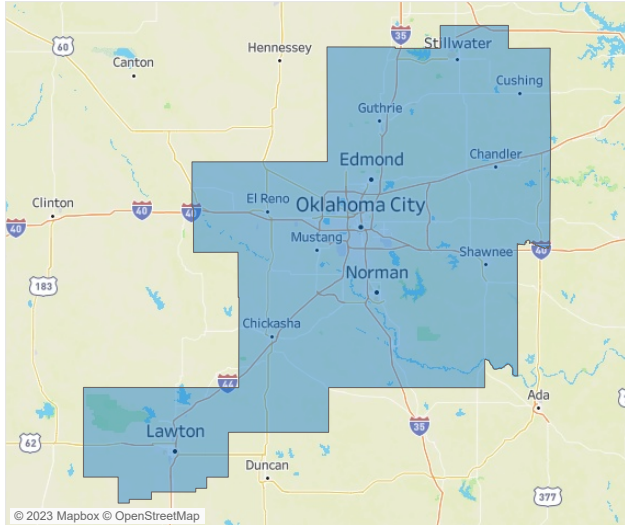 35
Stillwater
60
Hennessey
Canton
Cushing
Guthrie
Edmond
Chandler
Clinton
40
40
40
El Reno
Oklahoma City
Mustang
Shawnee
40
Norman
183
Chickasha
44
Ada
35
Lawton
62
Duncan
377
© 2023 Mapbox © OpenStreetMap